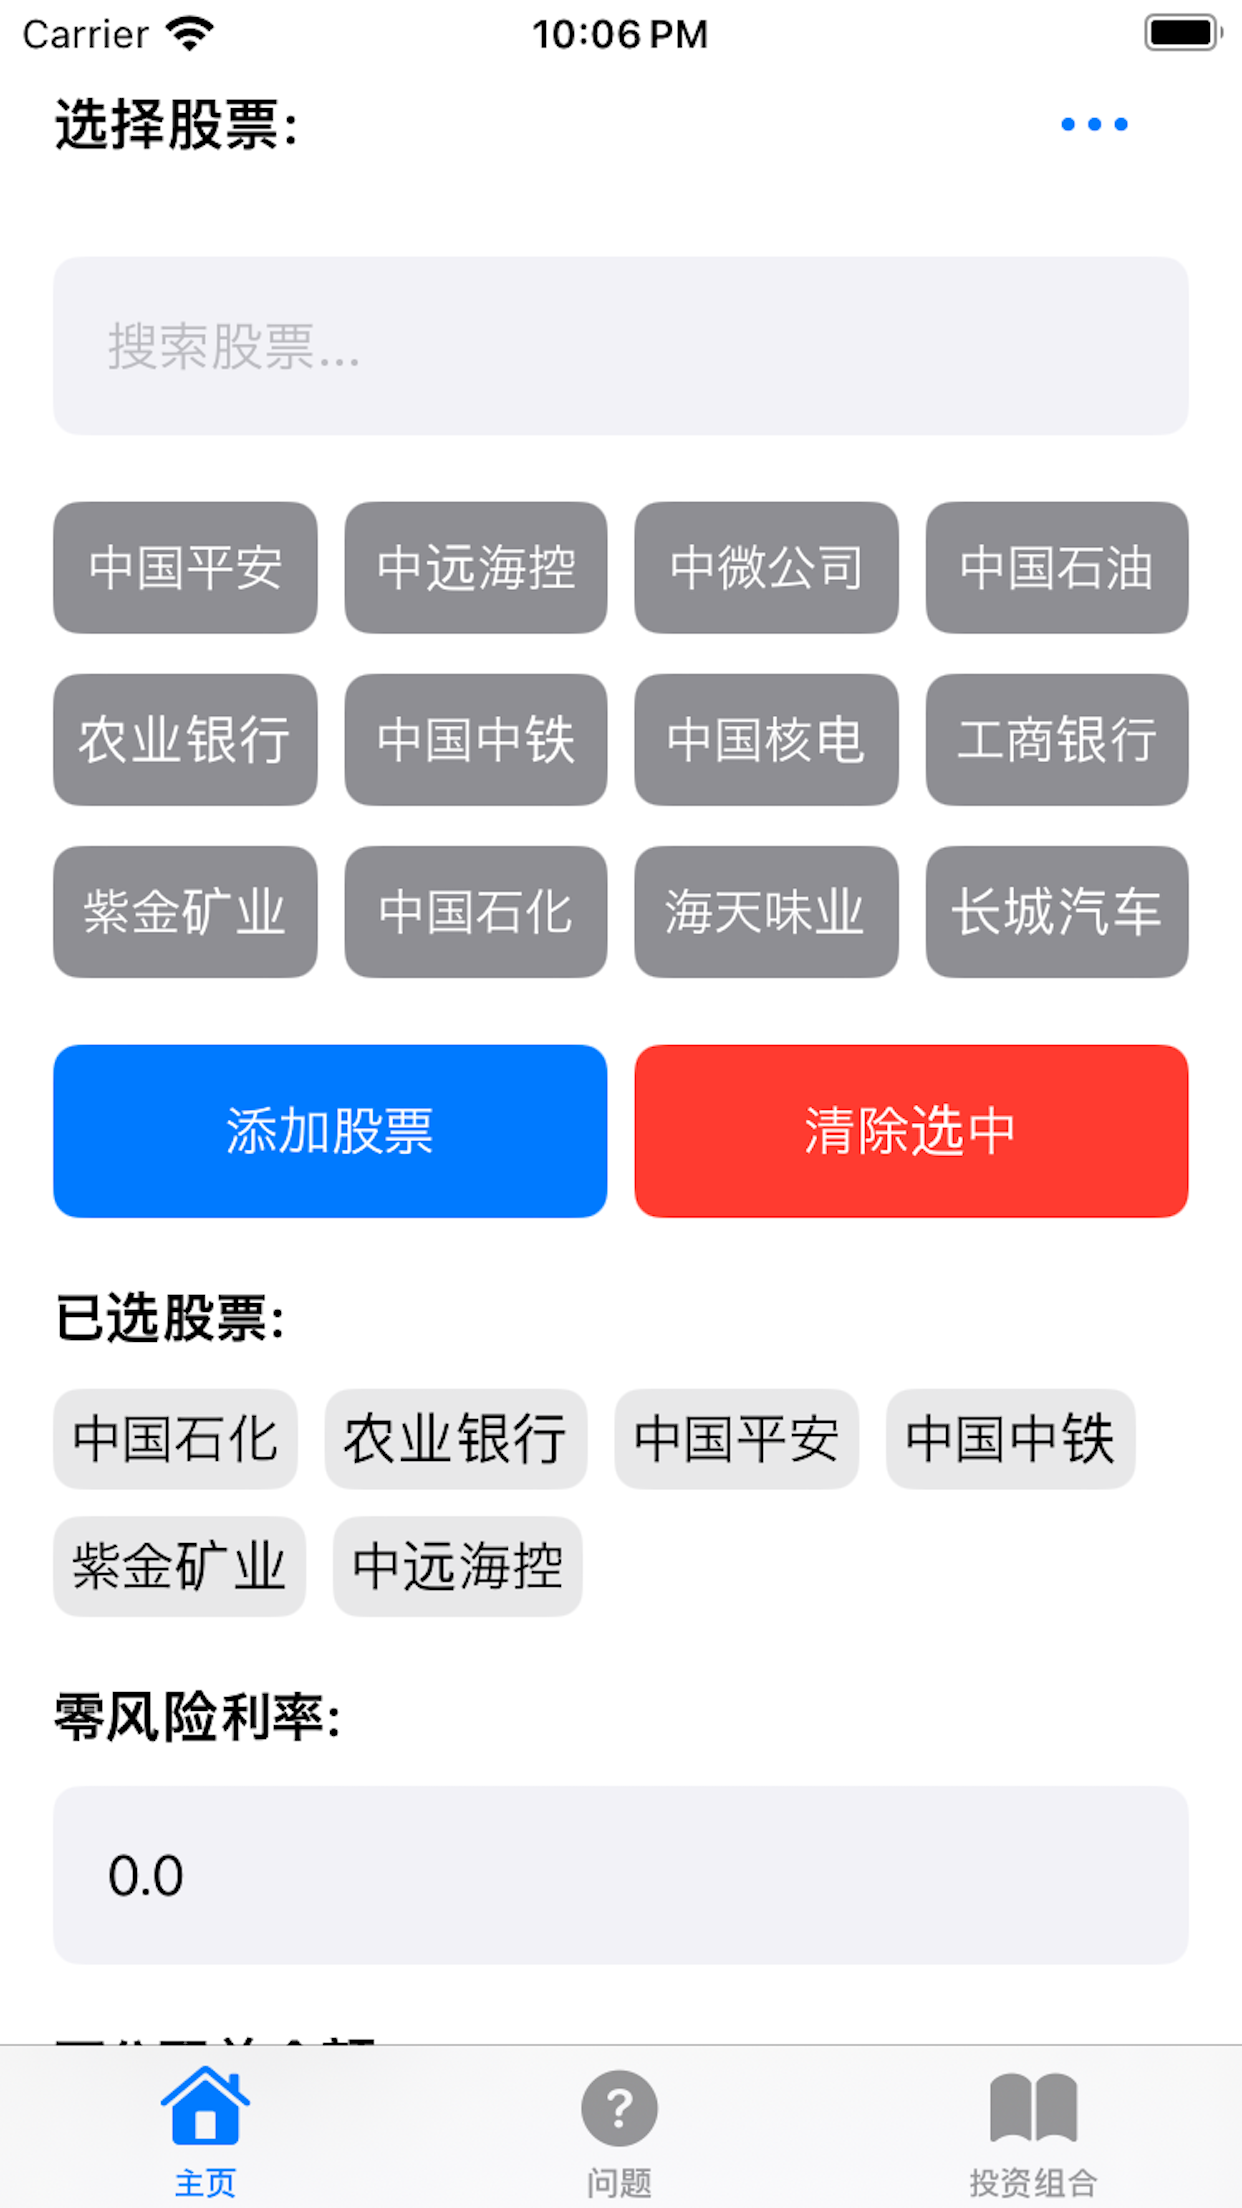 Carrier 10:06 PM
选择股票:
搜索股票...
中国平安 中远海控 中微公司 中国石油
农业银行 中国中铁 中国核电 工商银行
紫金矿业 中国石化 海天味业 长城汽车
添加股票 清除选中
已选股票:
中国石化 农业银行 中国平安 中国中铁
紫金矿业 中远海控
零风险利率:
0.0
主页 问题 投资组合